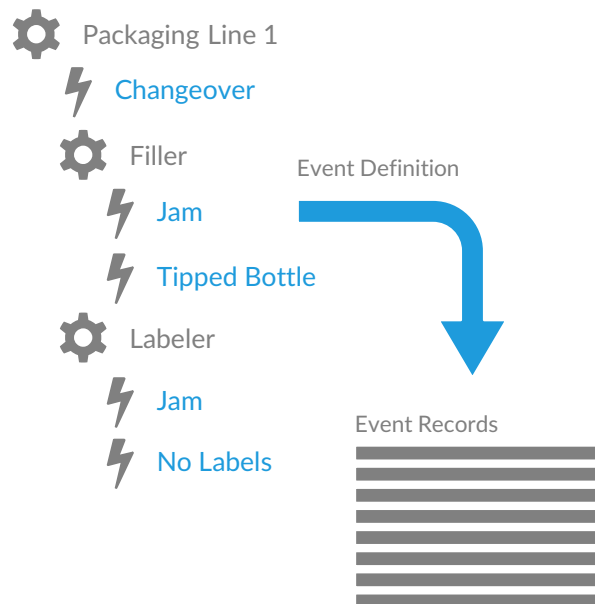 Packaging Line 1
Changeover
Filler
Event Definition
Jam
Tipped Bottle
Labeler
Jam
Event Records
No Labels